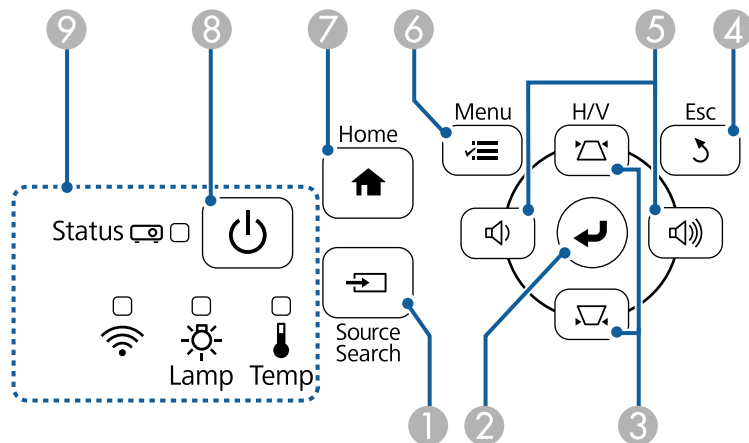 9 8 7 6 5 4
Menu H/V Esc
Home
Status
Source
Search
Lamp Temp
1 2 3